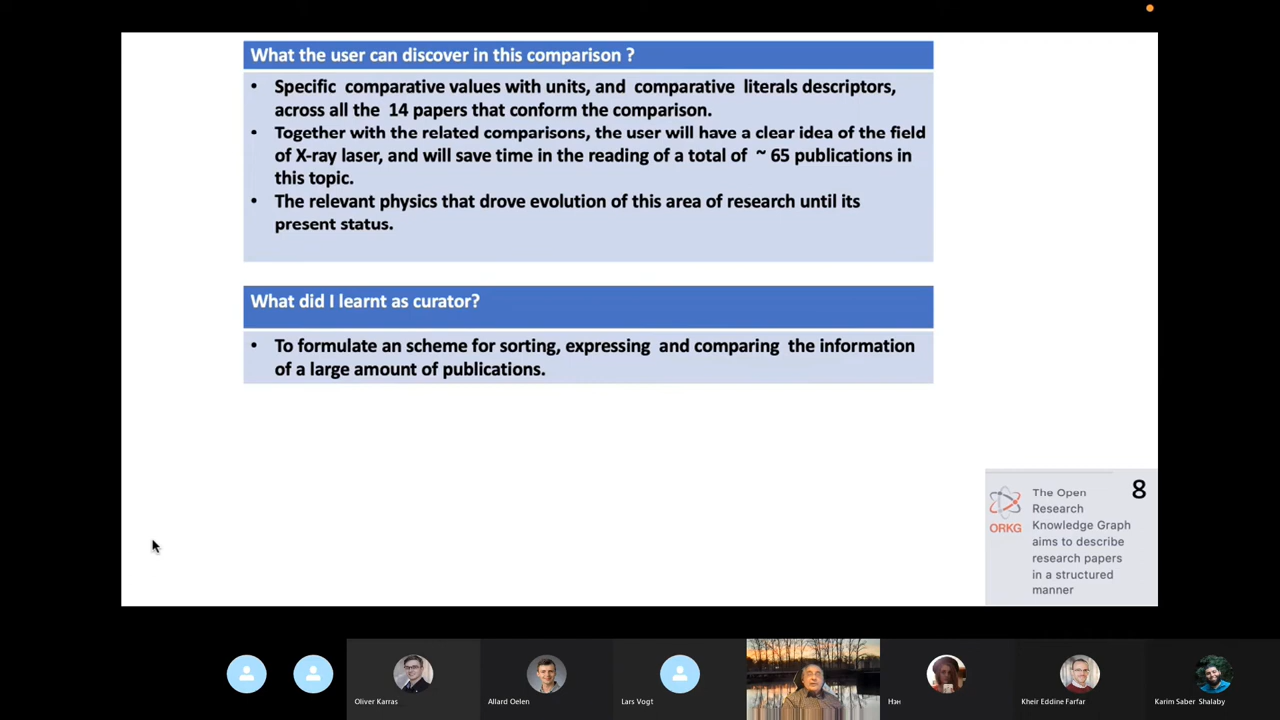 What the user can discover in this comparison ?
• Specific comparative values with units, and comparative literals descriptors,
across all the 14 papers that conform the comparison.
• Together with the related comparisons, the user will have a clear idea of the field
of X-ray laser, and will save time in the reading of a total of ~ 65 publications in
this topic.
• The relevant physics that drove evolution of this area of research until its
present status.
What did I learnt as curator?
• To formulate an scheme for sorting, expressing and comparing the information
of a large amount of publications.
8
ORKG
The Open
Research
Knowledge Graph
aims to describe
research papers
in a structured
manner
Oliver Karras
Allard Oelen
Lars Vogt
Нэн
Kheir Eddine Farfar
Karim Saber Shalaby